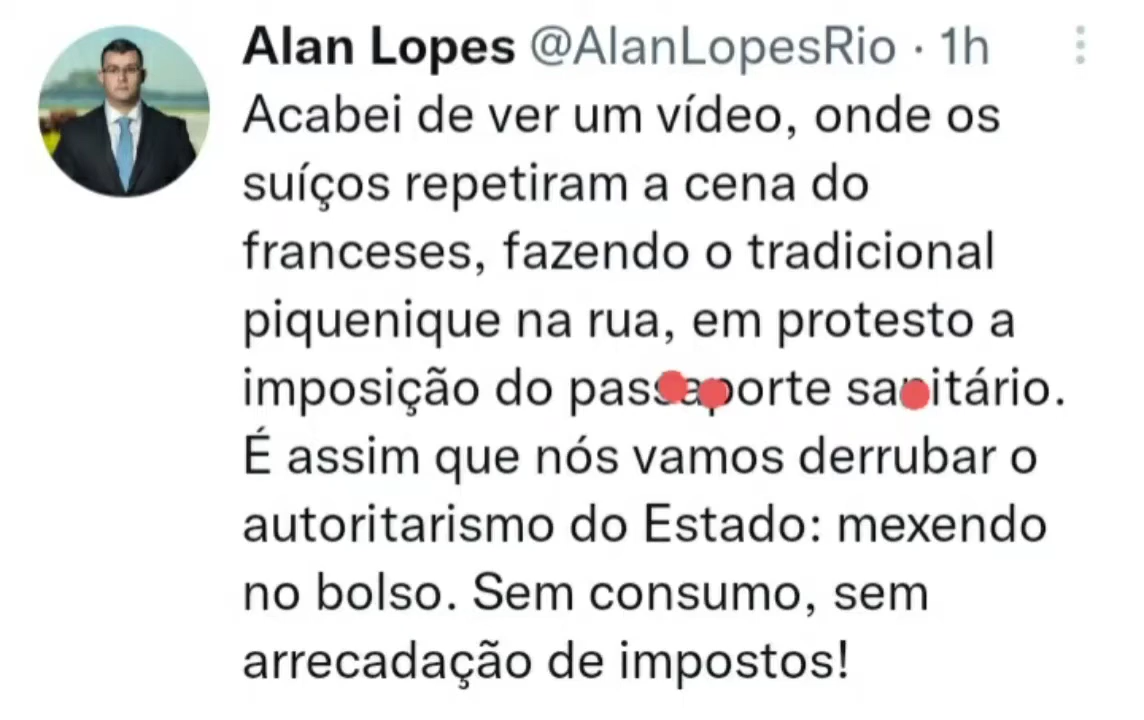 Alan Lopes @AlanLopesRio · 1h
Acabei de ver um vídeo, onde os
suíços repetiram a cena do
franceses, fazendo o tradicional
piquenique na rua, em protesto a
imposição do passaporte sanitário.
É assim que nós vamos derrubar o
autoritarismo do Estado: mexendo
no bolso. Sem consumo, sem
arrecadação de impostos!